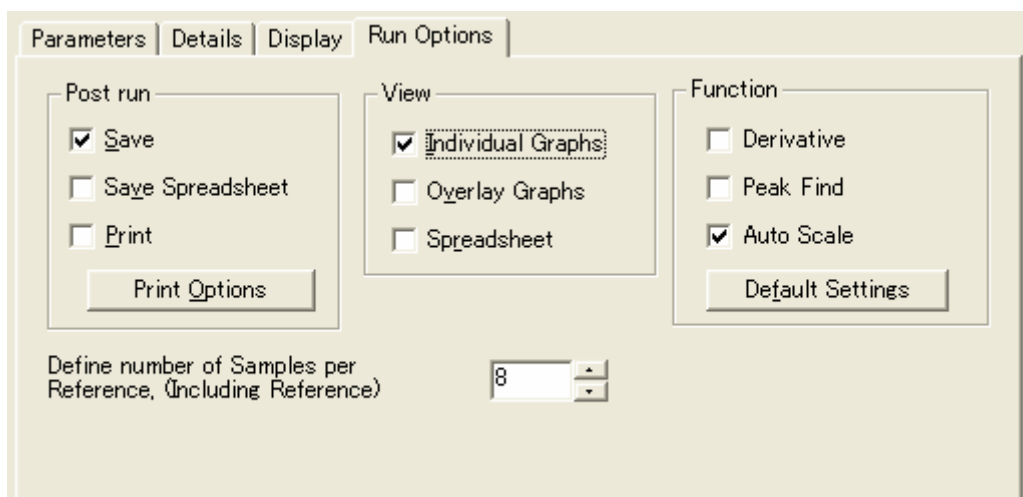 Parameters Details Display Run Options
Post run
Save
Save Spreadsheet
Print
Print Options
View
Individual Graphs
Overlay Graphs
Spreadsheet
Function
Derivative
Peak Find
Auto Scale
Default Settings
Define number of Samples per
Reference, (Including Reference)
8